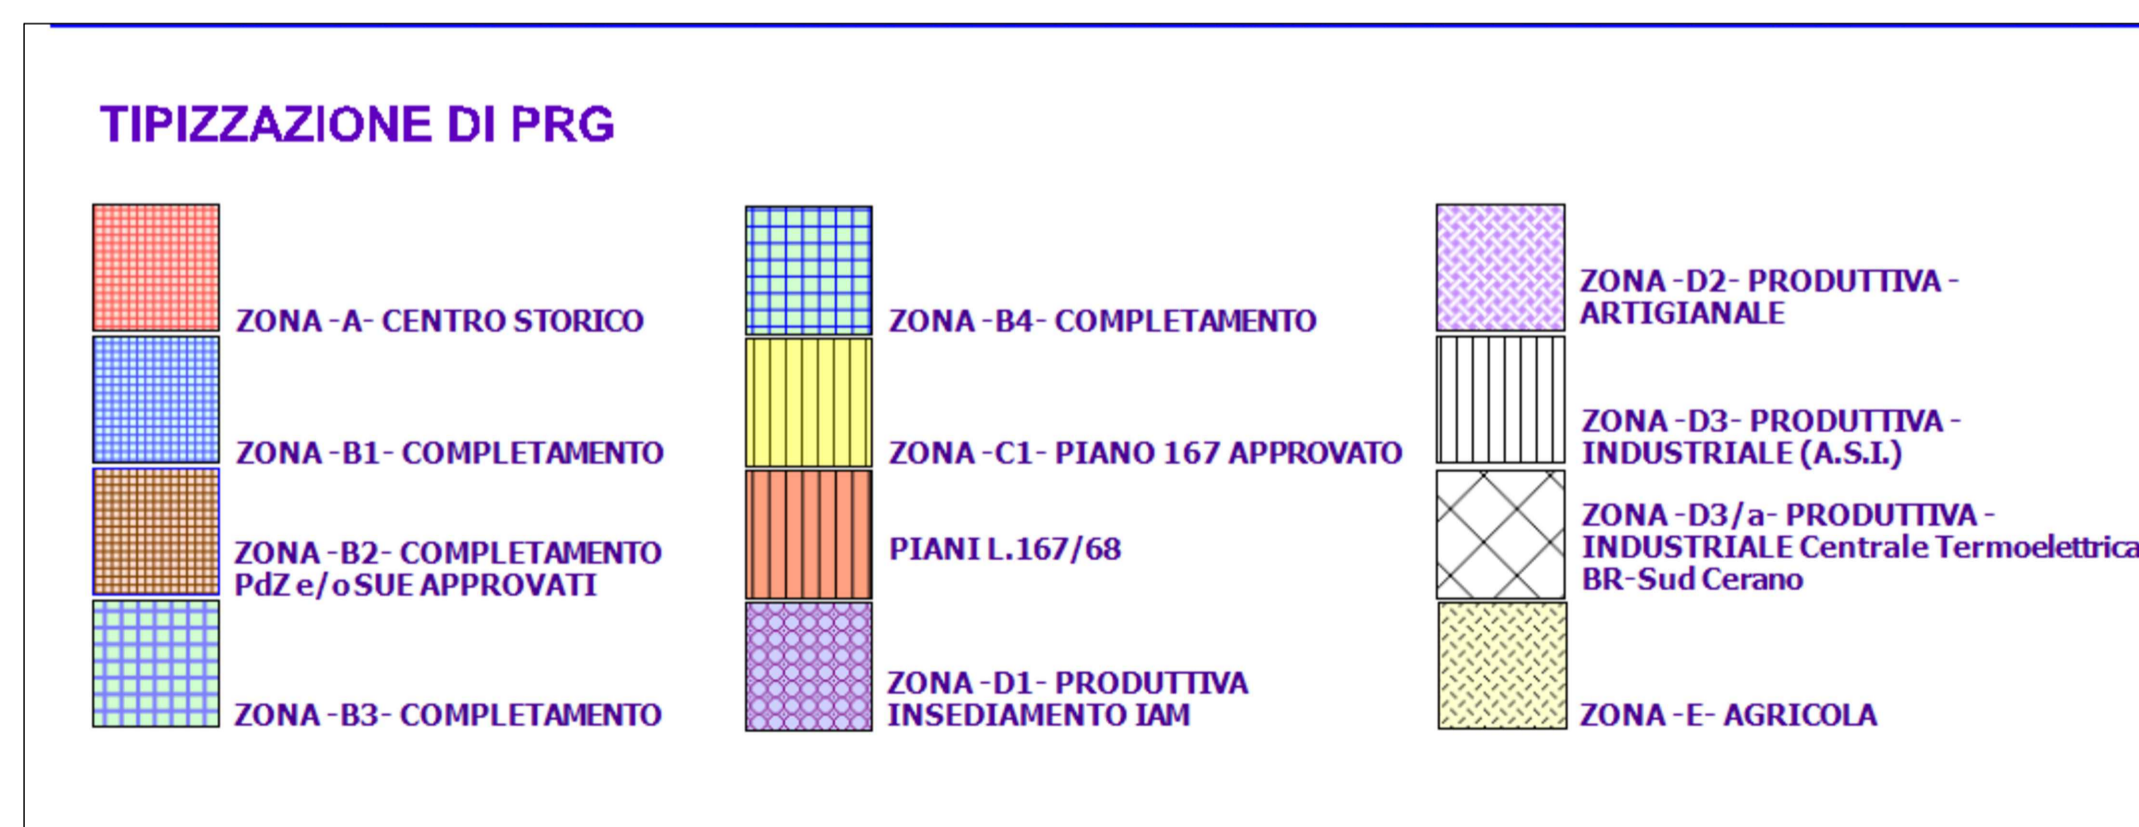 TIPIZZAZIONE DI PRG
ZONA -A- CENTRO STORICO
ZONA -B1- COMPLETAMENTO
ZONA -B2- COMPLETAMENTO
PdZ e/o SUE APPROVATI
ZONA -B3- COMPLETAMENTO
ZONA -B4- COMPLETAMENTO
ZONA -C1- PIANO 167 APPROVATO
PIANI L.167/68
ZONA -D1- PRODUTTIVA
INSEDIAMENTO IAM
ZONA -D2- PRODUTTIVA -
ARTIGIANALE
ZONA -D3- PRODUTTIVA -
INDUSTRIALE (A.S.I.)
ZONA -D3/a- PRODUTTIVA -
INDUSTRIALE Centrale Termoelettrica
BR-Sud Cerano
ZONA -E- AGRICOLA